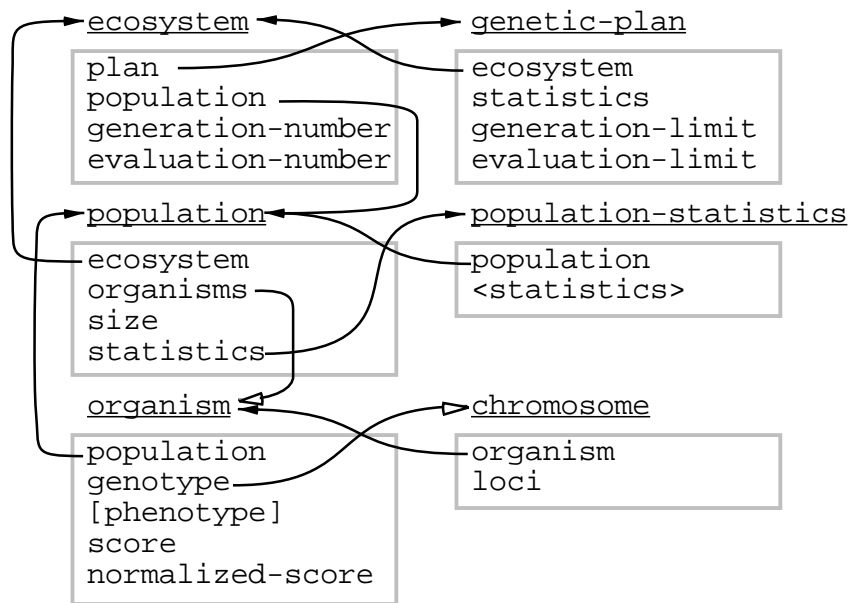 ecosystem
plan
population
generation-number
evaluation-number
genetic-plan
ecosystem
statistics
generation-limit
evaluation-limit
population
ecosystem
organisms
size
statistics
population-statistics
population
<statistics>
organism
population
genotype
[phenotype]
score
normalized-score
chromosome
organism
loci